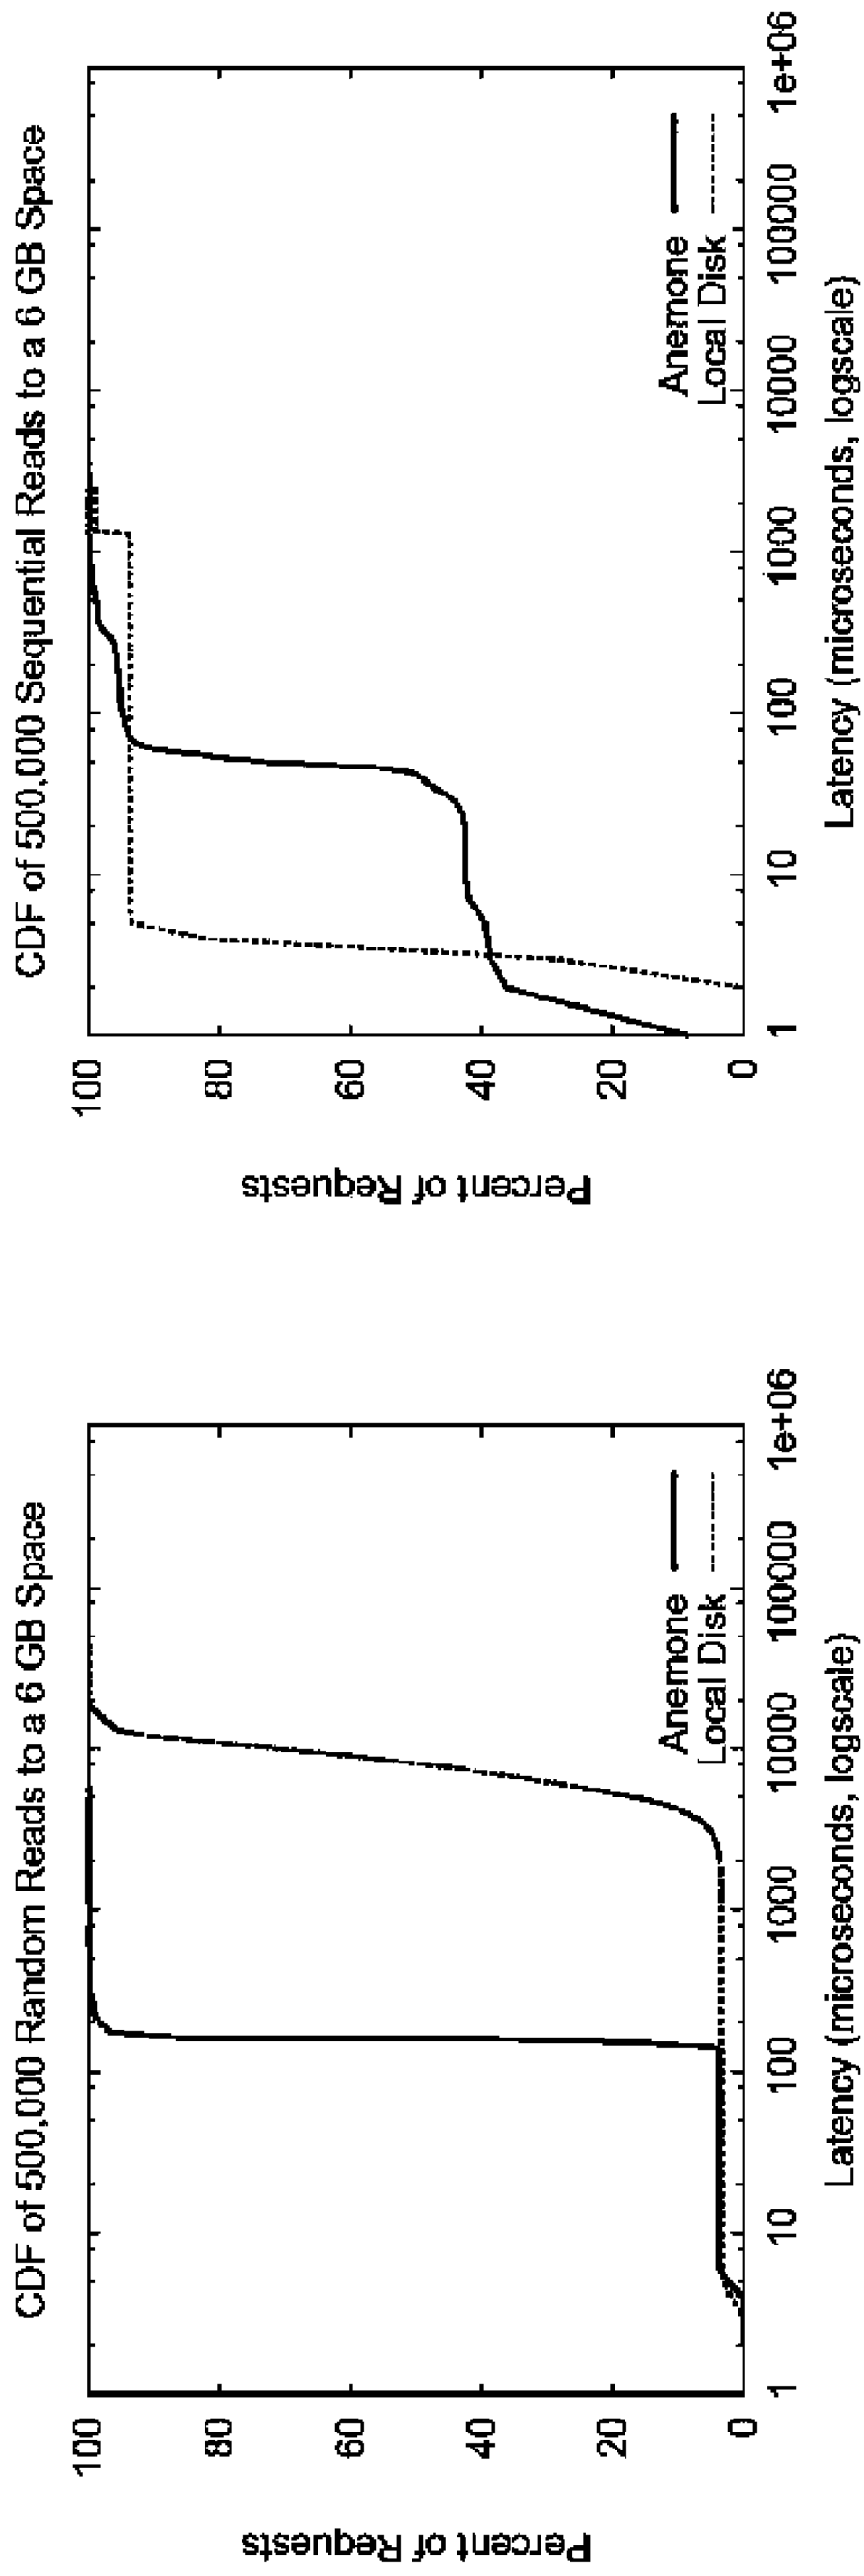 CDF of 500,000 Random Reads to a 6 GB Space
Percent of Requests
100
80
60
40
20
0
1
10
100
1000
10000
100000
1e+06
Anemone
Local Disk
Latency (microseconds, logscale)
CDF of 500,000 Sequential Reads to a 6 GB Space
Percent of Requests
100
80
60
40
20
0
1
10
100
1000
10000
100000
1e+06
Anemone
Local Disk
Latency (microseconds, logscale)